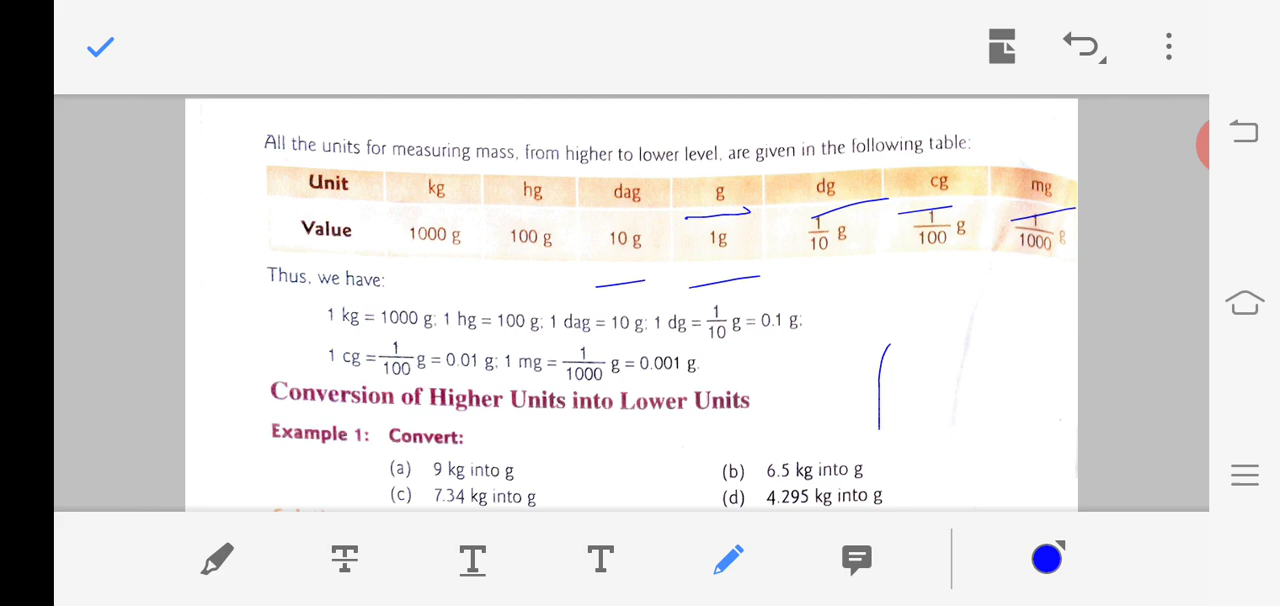 All the units for measuring mass, from higher to lower level, are given in the following table:
Unit kg hg dag g dg cg mg
Value 1000 g 100 g 10 g 1g 1/10 g 1/100 g 1/1000 g
Thus, we have:
1 kg = 1000 g; 1 hg = 100 g; 1 dag = 10 g; 1 dg = 1/10 g = 0.1 g;
1 cg = 1/100 g = 0.01 g; 1 mg = 1/1000 g = 0.001 g.
Conversion of Higher Units into Lower Units
Example 1: Convert:
(a) 9 kg into g (b) 6.5 kg into g
(c) 7.34 kg into g (d) 4.295 kg into g
T T T